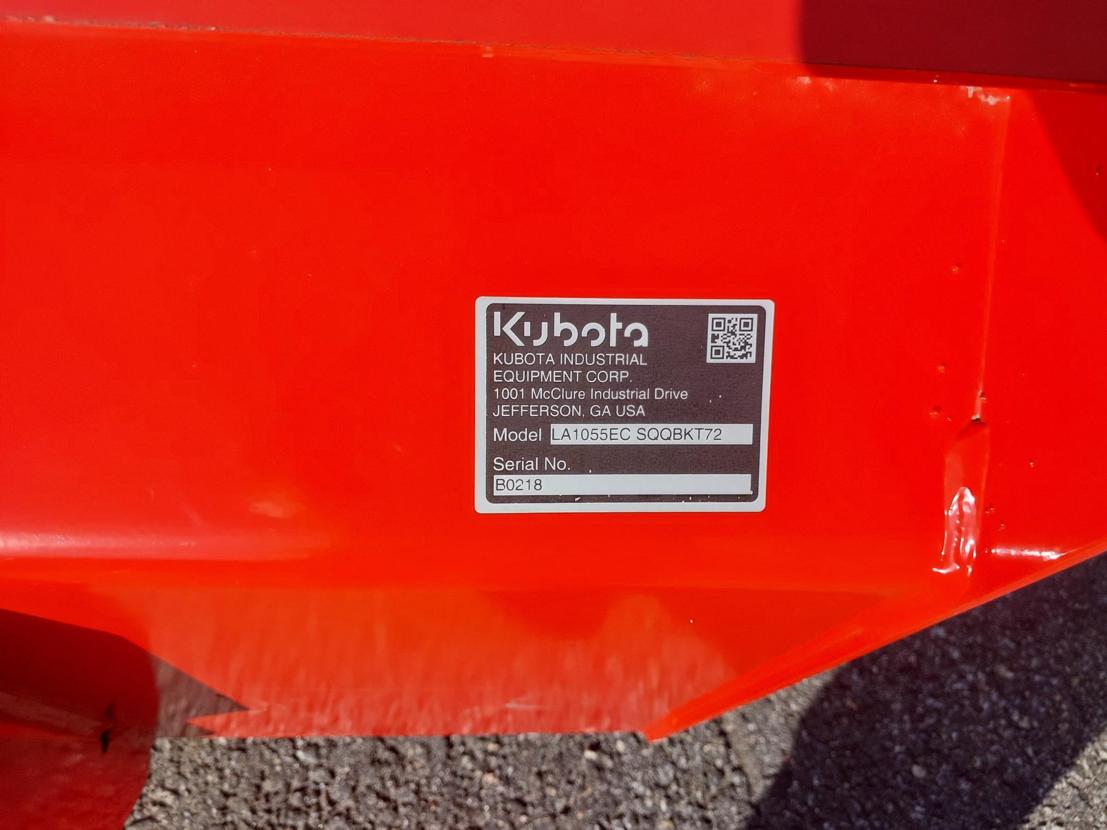 Kubota
KUBOTA INDUSTRIAL
EQUIPMENT CORP.
1001 McClure Industrial Drive
JEFFERSON, GA USA
Model LA1055EC SQQBKT72
Serial No.
B0218